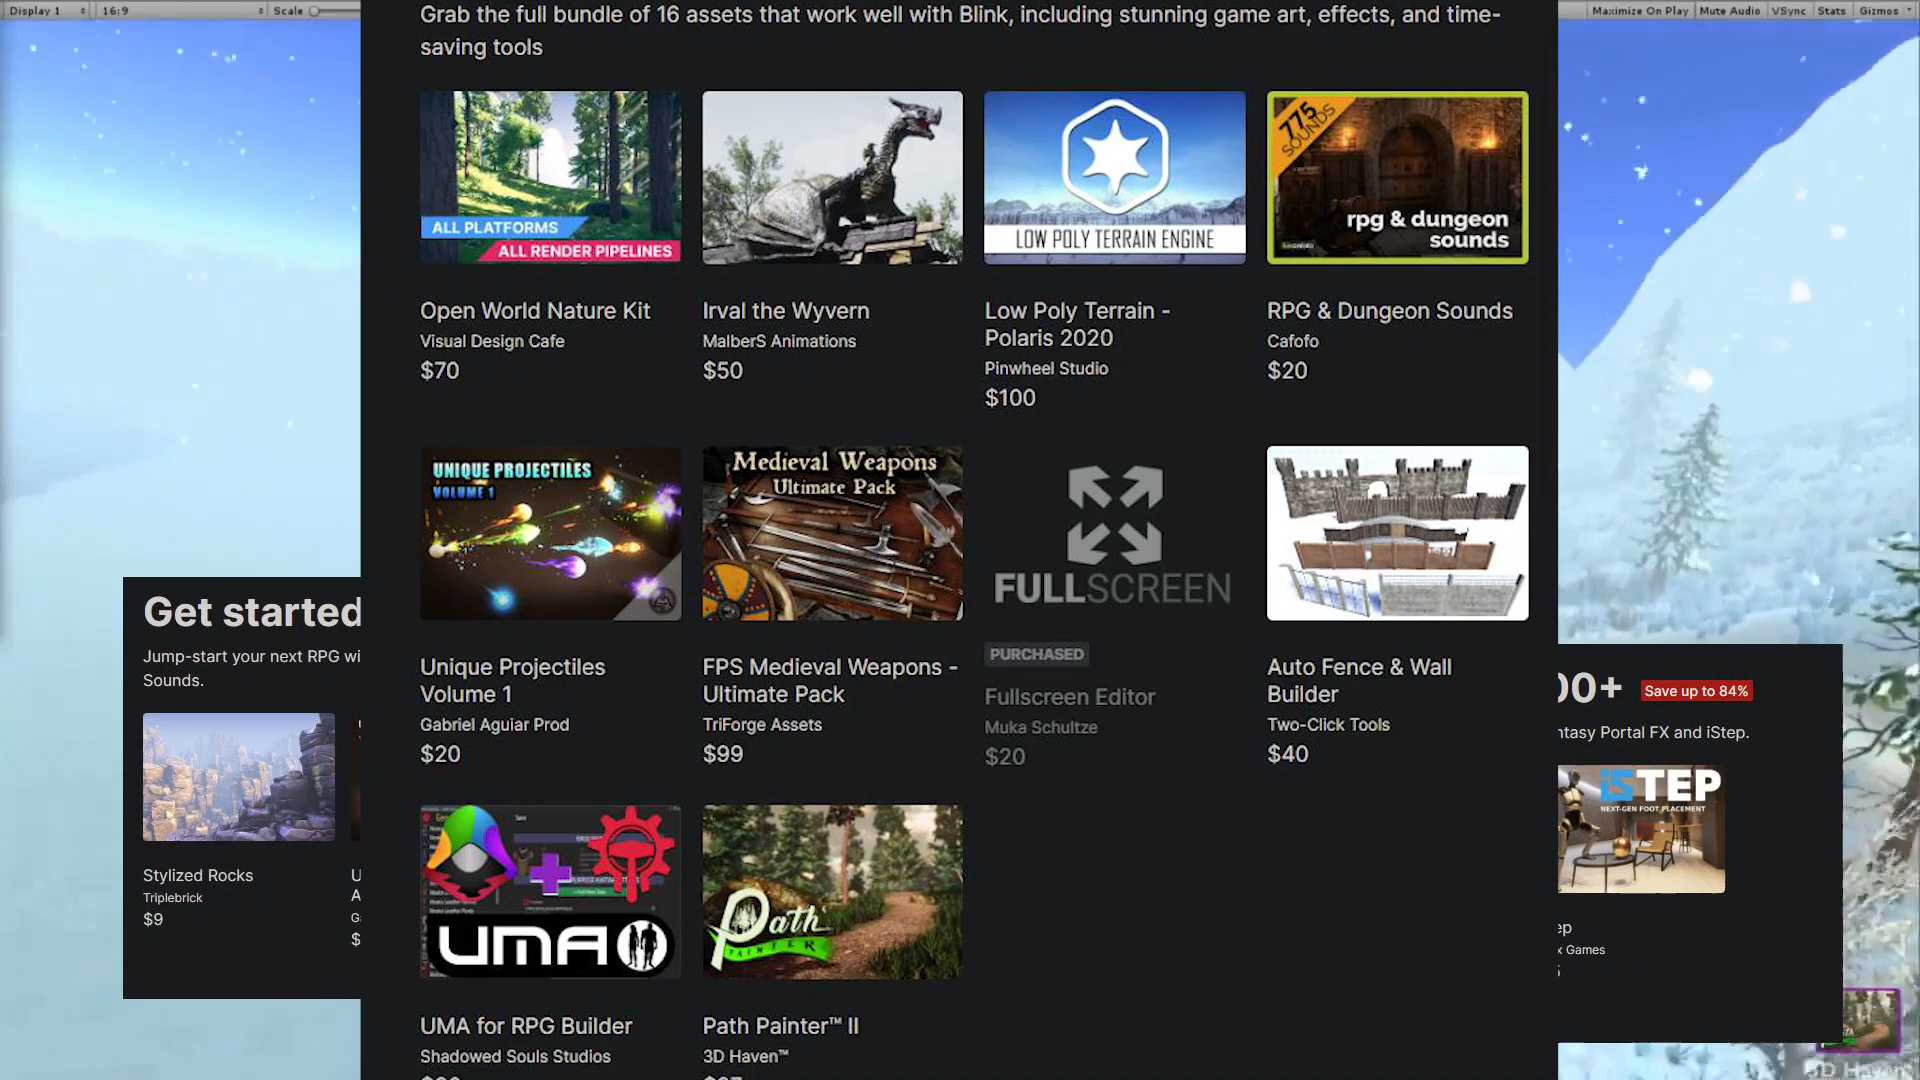 Display 1
16:9
Scale
Maximize On Play
Mute Audio
VSync
Stats
Gizmos
Grab the full bundle of 16 assets that work well with Blink, including stunning game art, effects, and time-
saving tools
ALL PLATFORMS
ALL RENDER PIPELINES
LOW POLY TERRAIN ENGINE
775
SOUNDS
rpg & dungeon
sounds
Open World Nature Kit
Visual Design Cafe
$70
Irval the Wyvern
MalberS Animations
$50
Low Poly Terrain -
Polaris 2020
Pinwheel Studio
$100
RPG & Dungeon Sounds
Cafofo
$20
UNIQUE PROJECTILES
VOLUME 1
Medieval Weapons
Ultimate Pack
FULLSCREEN
Unique Projectiles
Volume 1
Gabriel Aguiar Prod
$20
FPS Medieval Weapons -
Ultimate Pack
TriForge Assets
$99
PURCHASED
Fullscreen Editor
Muka Schultze
$20
Auto Fence & Wall
Builder
Two-Click Tools
$40
UMA
Path
PAINTER
UMA for RPG Builder
Shadowed Souls Studios
Path Painter™ II
3D Haven™
Get started
Jump-start your next RPG wi
Sounds.
Stylized Rocks
Triplebrick
$9
U
A
G
$
00+
Save up to 84%
ntasy Portal FX and iStep.
iSTEP
NEXT-GEN FOOT PLACEMENT
ep
x Games
3D Haven